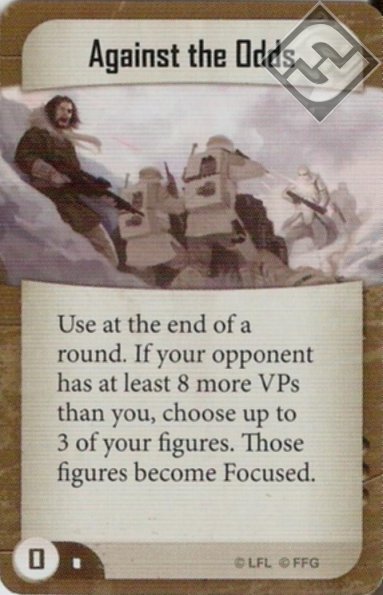 Against the Odds
Use at the end of a
round. If your opponent
has at least 8 more VPs
than you, choose up to
3 of your figures. Those
figures become Focused.
0
© LFL © FFG